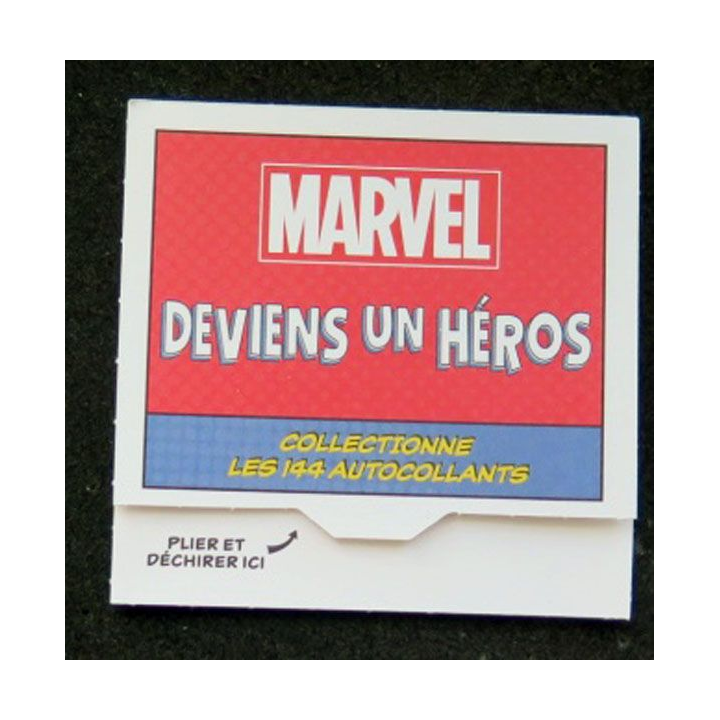 MARVEL
DEVIENS UN HÉROS
COLLECTIONNE
LES 144 AUTOCOLLANTS
PLIER ET
DÉCHIRER ICI